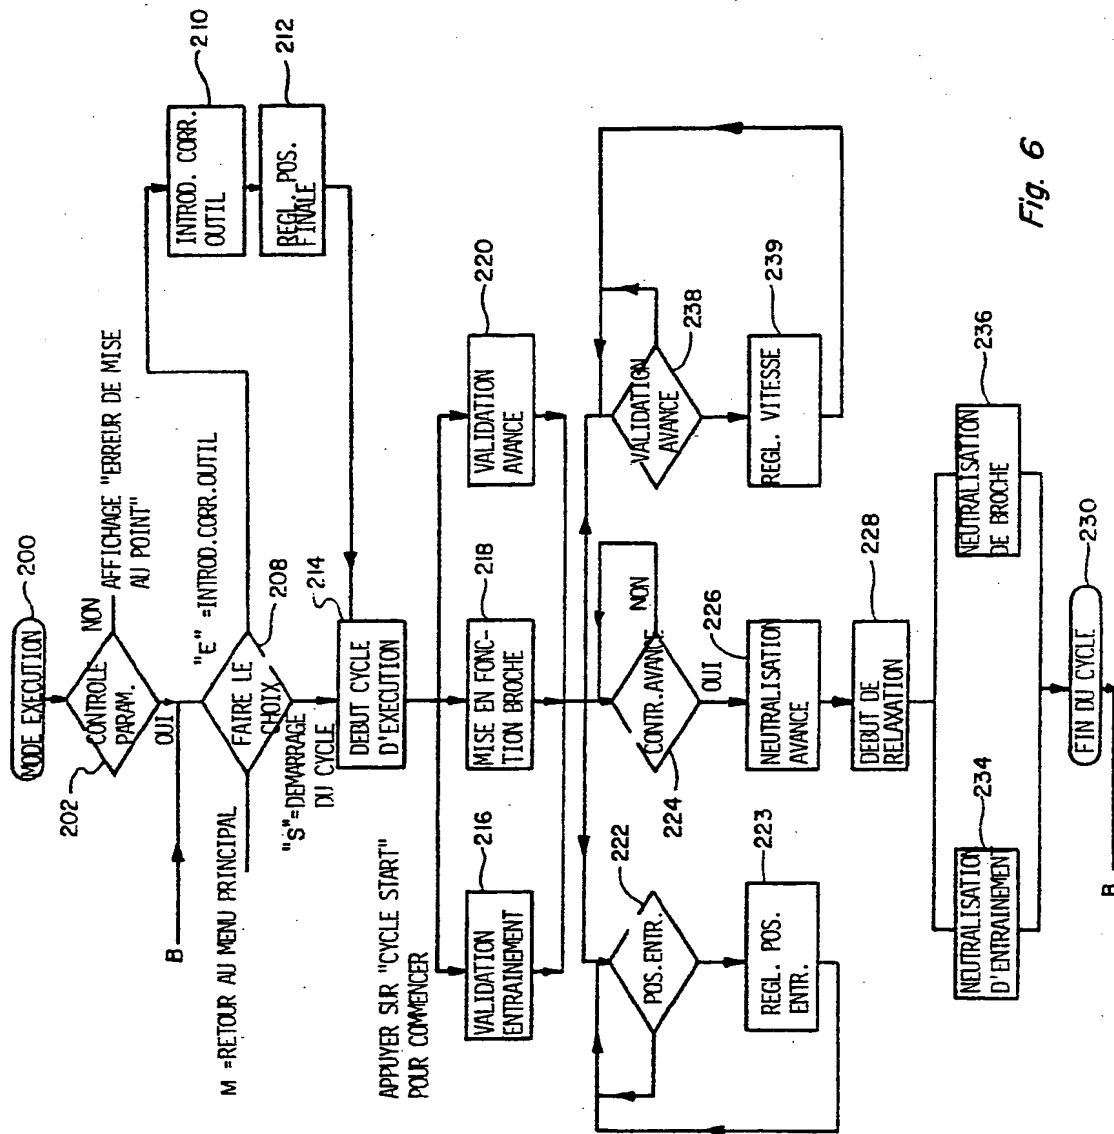 MODE EXECUTION
200
CONTROLE
PARAM.
202
NON
AFFICHAGE "ERREUR DE MISE
AU POINT"
OUI
B
"E" =INTROD.CORR.OUTIL
FAIRE LE
CHOIX
208
M =RETOUR AU MENU PRINCIPAL
"S"=DEMARRAGE
DU CYCLE
INTROD. CORR.
OUTIL
210
REGL. POS.
FINALE
212
DEBUT CYCLE
D'EXECUTION
214
APPUYER SUR "CYCLE START"
POUR COMMENCER
VALIDATION
ENTRAINEMENT
216
MISE EN FONC-
TION BROCHE
218
VALIDATION
AVANCE
220
POS.ENTR.
222
REGL. POS.
ENTR.
223
CONTR.AVANCE
224
NON
OUI
VALIDATION
AVANCE
238
REGL. VITESSE
239
NEUTRALISATION
AVANCE
226
DEBUT DE
RELAXATION
228
NEUTRALISATION
D'ENTRAINEMENT
234
NEUTRALISATION
DE BROCHE
236
FIN DU CYCLE
230
B
Fig. 6